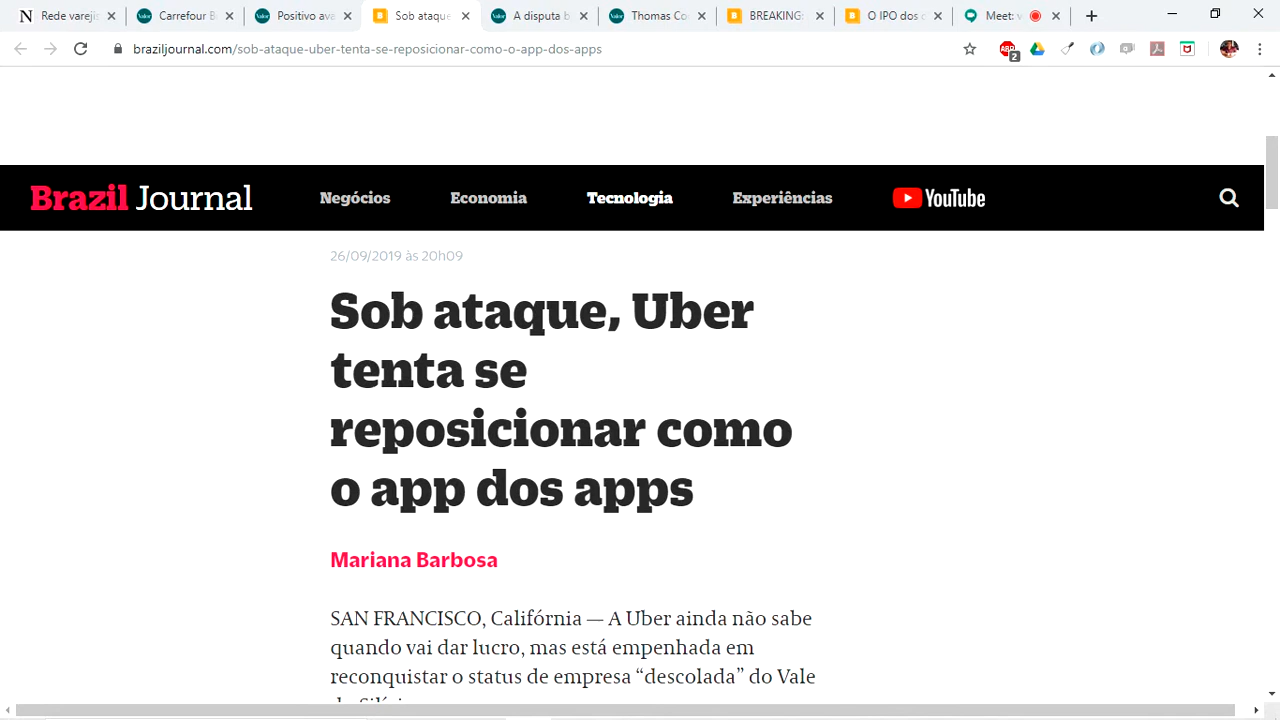 Rede varejis
Carrefour B
Positivo ava
Sob ataque
A disputa b
Thomas Co
BREAKING
O IPO dos
Meet: v
braziljournal.com/sob-ataque-uber-tenta-se-reposicionar-como-o-app-dos-apps
ABP
2
Brazil Journal
Negócios
Economia
Tecnologia
Experiências
YouTube
26/09/2019 às 20h09
Sob ataque, Uber
tenta se
reposicionar como
o app dos apps
Mariana Barbosa
SAN FRANCISCO, Califórnia — A Uber ainda não sabe
quando vai dar lucro, mas está empenhada em
reconquistar o status de empresa “descolada” do Vale